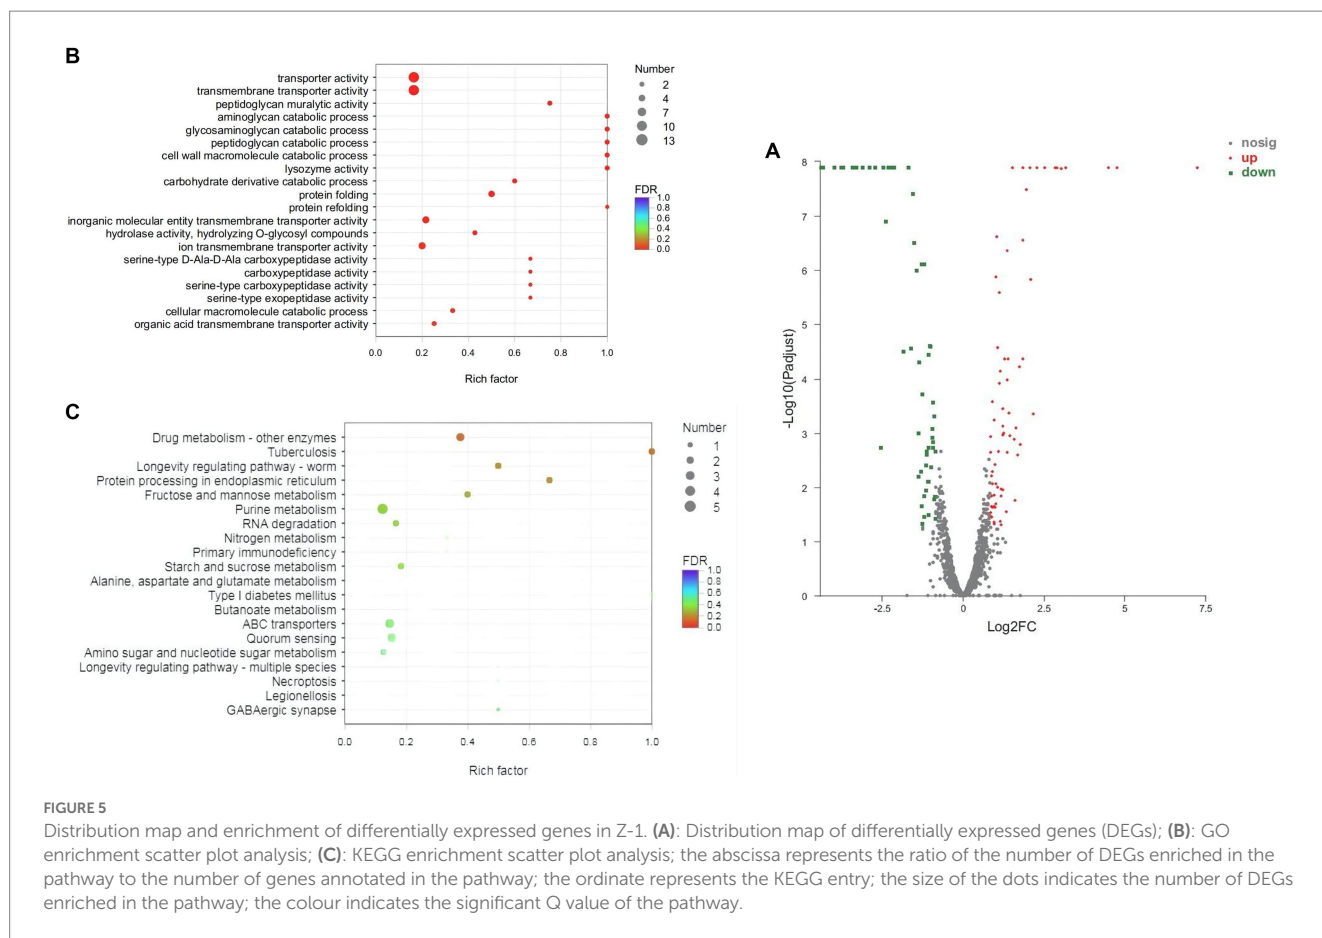 B
transporter activity
transmembrane transporter activity
peptidoglycan muralytic activity
aminoglycan catabolic process
glycosaminoglycan catabolic process
peptidoglycan catabolic process
cell wall macromolecule catabolic process
lysozyme activity
carbohydrate derivative catabolic process
protein folding
protein refolding
inorganic molecular entity transmembrane transporter activity
hydrolase activity, hydrolyzing O-glycosyl compounds
ion transmembrane transporter activity
serine-type D-Ala-D-Ala carboxypeptidase activity
carboxypeptidase activity
serine-type carboxypeptidase activity
serine-type exopeptidase activity
cellular macromolecule catabolic process
organic acid transmembrane transporter activity
0.0 0.2 0.4 0.6 0.8 1.0
Rich factor
Number
2
4
7
10
13
FDR
1.0
0.8
0.6
0.4
0.2
0.0
A
nosig
up
down
8
7
6
5
4
3
2
1
0
-Log10(Padjust)
-2.5 0 2.5 5 7.5
Log2FC
C
Drug metabolism - other enzymes
Tuberculosis
Longevity regulating pathway - worm
Protein processing in endoplasmic reticulum
Fructose and mannose metabolism
Purine metabolism
RNA degradation
Nitrogen metabolism
Primary immunodeficiency
Starch and sucrose metabolism
Alanine, aspartate and glutamate metabolism
Type I diabetes mellitus
Butanoate metabolism
ABC transporters
Quorum sensing
Amino sugar and nucleotide sugar metabolism
Longevity regulating pathway - multiple species
Necroptosis
Legionellosis
GABAergic synapse
0.0 0.2 0.4 0.6 0.8 1.0
Rich factor
Number
1
2
3
4
5
FDR
1.0
0.8
0.6
0.4
0.2
0.0
FIGURE 5
Distribution map and enrichment of differentially expressed genes in Z-1. (A): Distribution map of differentially expressed genes (DEGs); (B): GO
enrichment scatter plot analysis; (C): KEGG enrichment scatter plot analysis; the abscissa represents the ratio of the number of DEGs enriched in the
pathway to the number of genes annotated in the pathway; the ordinate represents the KEGG entry; the size of the dots indicates the number of DEGs
enriched in the pathway; the colour indicates the significant Q value of the pathway.